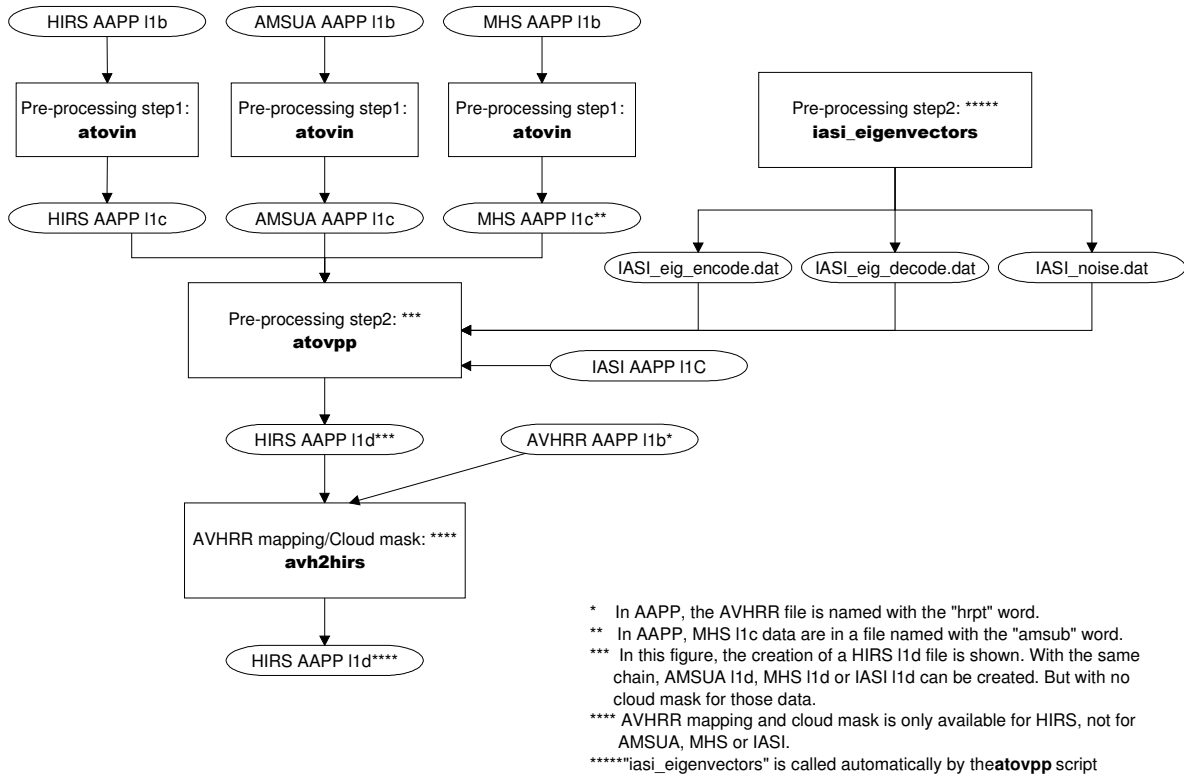 HIRS AAPP l1b
AMSUA AAPP l1b
MHS AAPP l1b
Pre-processing step1:
atovin
Pre-processing step1:
atovin
Pre-processing step1:
atovin
Pre-processing step2: *****
iasi_eigenvectors
HIRS AAPP l1c
AMSUA AAPP l1c
MHS AAPP l1c**
IASI_eig_encode.dat
IASI_eig_decode.dat
IASI_noise.dat
Pre-processing step2: ***
atovpp
IASI AAPP l1C
HIRS AAPP l1d***
AVHRR AAPP l1b*
AVHRR mapping/Cloud mask: ****
avh2hirs
HIRS AAPP l1d****
* In AAPP, the AVHRR file is named with the "hrpt" word.
** In AAPP, MHS l1c data are in a file named with the "amsub" word.
*** In this figure, the creation of a HIRS l1d file is shown. With the same
chain, AMSUA l1d, MHS l1d or IASI l1d can be created. But with no
cloud mask for those data.
**** AVHRR mapping and cloud mask is only available for HIRS, not for
AMSUA, MHS or IASI.
*****"iasi_eigenvectors" is called automatically by theatovpp script